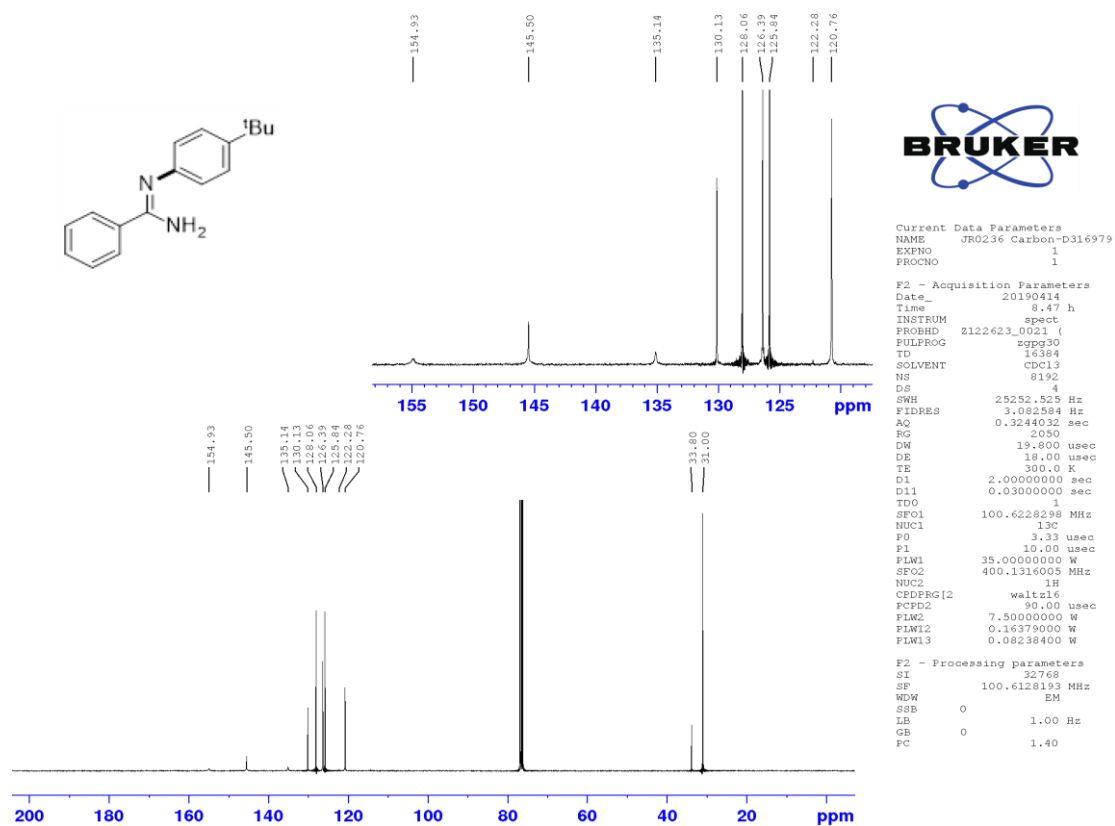 154.93
145.50
135.14
130.13
128.06
126.39
125.84
122.28
120.76
tBu
N
NH2
155 150 145 140 135 130 125 ppm
BRUKER
Current Data Parameters
NAME JR0236 Carbon-D316979
EXPNO 1
PROCNO 1
F2 - Acquisition Parameters
Date_ 20190414
Time 8.47 h
INSTRUM spect
PROBHD Z122623_0021 (
PULPROG zgpg30
TD 16384
SOLVENT CDCl3
NS 8192
DS 4
SWH 25252.525 Hz
FIDRES 3.082584 Hz
AQ 0.3244032 sec
RG 2050
DW 19.800 usec
DE 18.00 usec
TE 300.0 K
D1 2.00000000 sec
D11 0.03000000 sec
TD0 1
SFO1 100.6228298 MHz
NUC1 13C
P0 3.33 usec
P1 10.00 usec
PLW1 35.00000000 W
SFO2 400.1316005 MHz
NUC2 1H
CPDPRG[2 waltz16
PCPD2 90.00 usec
PLW2 7.50000000 W
PLW12 0.16379000 W
PLW13 0.08238400 W
F2 - Processing parameters
SI 32768
SF 100.6128193 MHz
WDW EM
SSB 0
LB 1.00 Hz
GB 0
PC 1.40
154.93
145.50
135.14
130.13
128.06
126.39
125.84
122.28
120.76
33.80
31.00
200 180 160 140 120 100 80 60 40 20 ppm